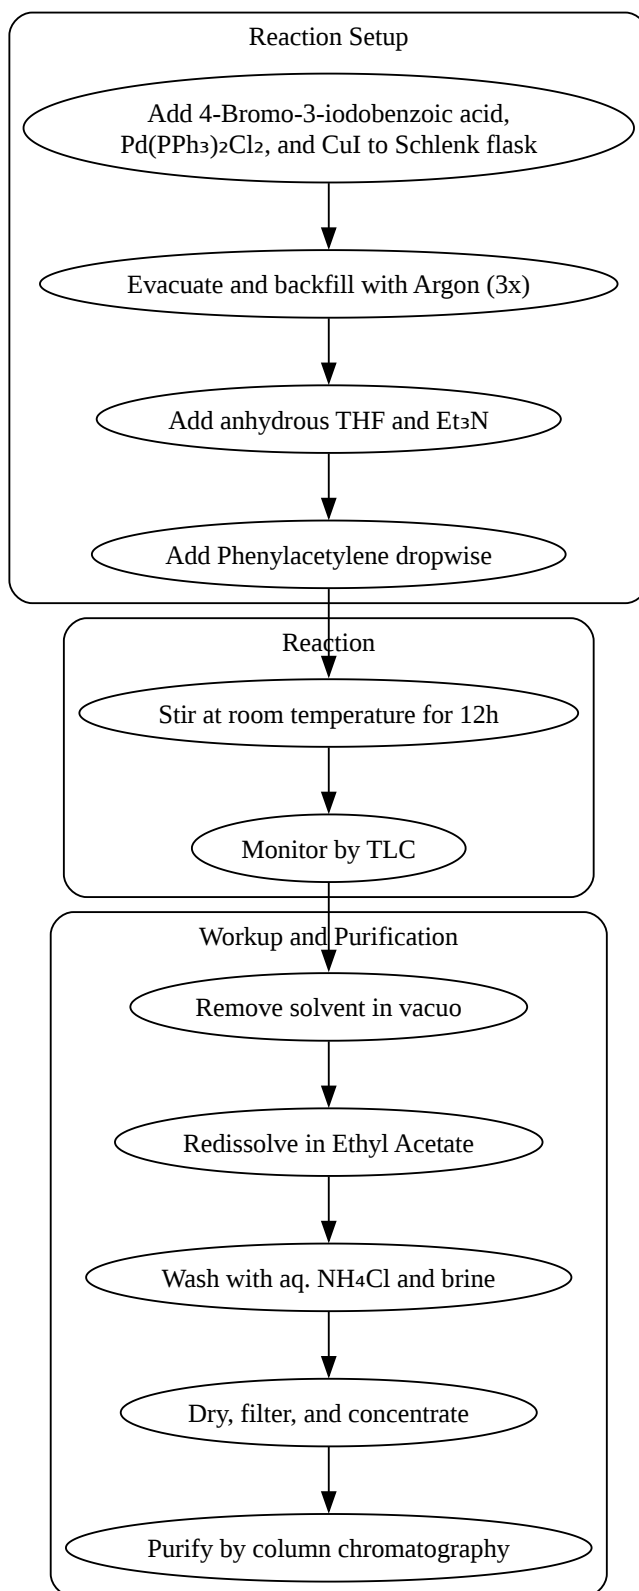 Reaction Setup
Add 4-Bromo-3-iodobenzoic acid,
Pd(PPh₃)₂Cl₂, and CuI to Schlenk flask
Evacuate and backfill with Argon (3x)
Add anhydrous THF and Et₃N
Add Phenylacetylene dropwise
Reaction
Stir at room temperature for 12h
Monitor by TLC
Workup and Purification
Remove solvent in vacuo
Redissolve in Ethyl Acetate
Wash with aq. NH₄Cl and brine
Dry, filter, and concentrate
Purify by column chromatography